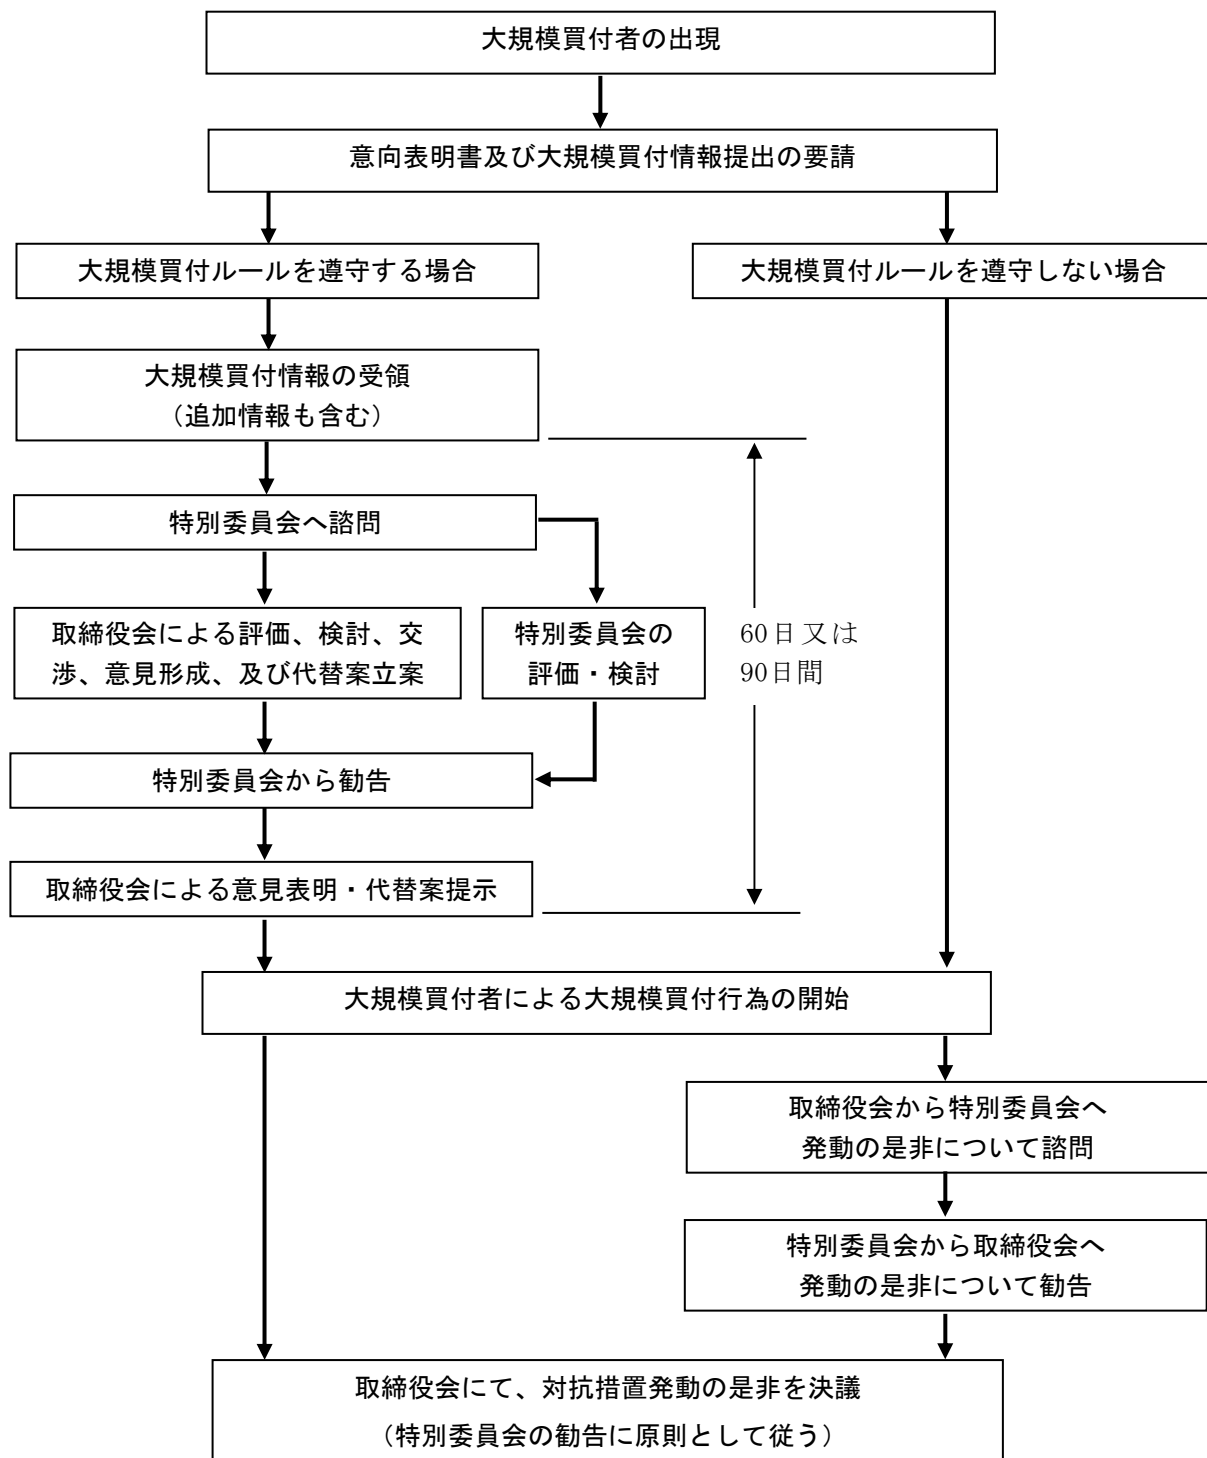 大規模買付者の出現
意向表明書及び大規模買付情報提出の要請
大規模買付ルールを遵守する場合
大規模買付ルールを遵守しない場合
大規模買付情報の受領
（追加情報も含む）
特別委員会へ諮問
取締役会による評価、検討、交
渉、意見形成、及び代替案立案
特別委員会の
評価・検討
60日又は
90日間
特別委員会から勧告
取締役会による意見表明・代替案提示
大規模買付者による大規模買付行為の開始
取締役会から特別委員会へ
発動の是非について諮問
特別委員会から取締役会へ
発動の是非について勧告
取締役会にて、対抗措置発動の是非を決議
（特別委員会の勧告に原則として従う）